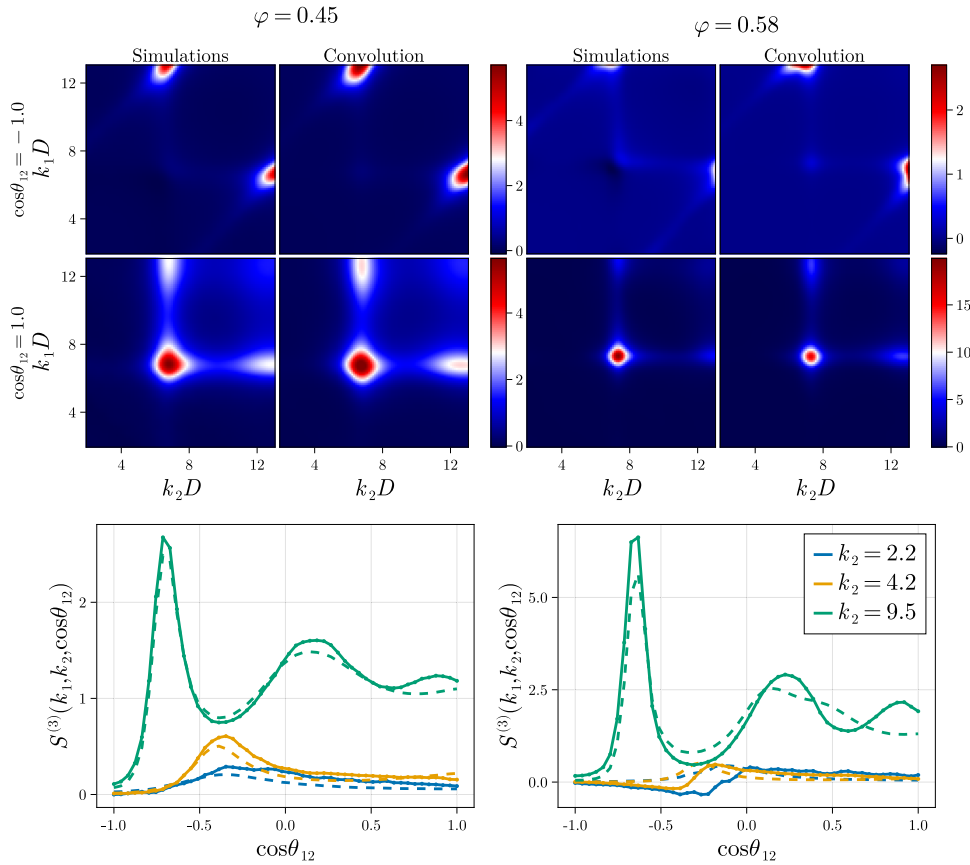 φ = 0.45
φ = 0.58
Simulations Convolution
Simulations Convolution
cosθ₁₂ = − 1.0
k₁D
12
8
4
4
2
0
2
1
0
cosθ₁₂ = 1.0
k₁D
12
8
4
4
2
0
15
10
5
0
4 8 12 4 8 12
4 8 12 4 8 12
k₂D k₂D
k₂D k₂D
S⁽³⁾(k₁,k₂,cosθ₁₂)
2
1
0
-1.0 -0.5 0.0 0.5 1.0
cosθ₁₂
S⁽³⁾(k₁,k₂,cosθ₁₂)
5.0
2.5
0.0
-1.0 -0.5 0.0 0.5 1.0
cosθ₁₂
k₂ = 2.2
k₂ = 4.2
k₂ = 9.5